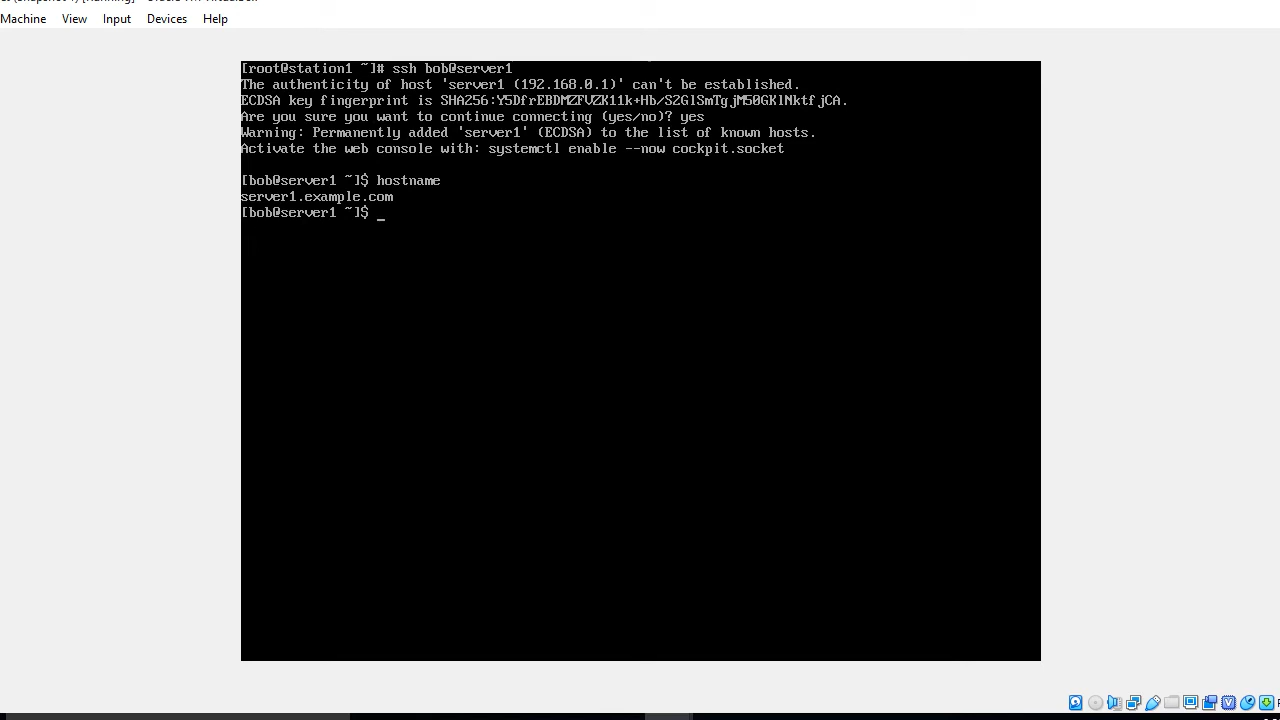 Machine View Input Devices Help
[root@station1 ~]# ssh bob@server1
The authenticity of host 'server1 (192.168.0.1)' can't be established.
ECDSA key fingerprint is SHA256:Y5DfrEBDMZFVZK11k+Hb/S2GlSmTgjM50GKlNktfjCA.
Are you sure you want to continue connecting (yes/no)? yes
Warning: Permanently added 'server1' (ECDSA) to the list of known hosts.
Activate the web console with: systemctl enable --now cockpit.socket
[bob@server1 ~]$ hostname
server1.example.com
[bob@server1 ~]$ _